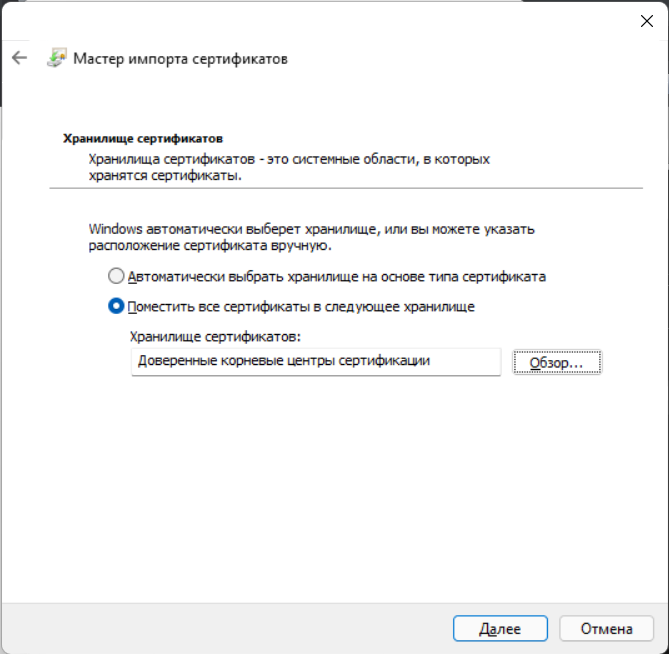 Мастер импорта сертификатов
Хранилище сертификатов
Хранилища сертификатов - это системные области, в которых
хранятся сертификаты.
Windows автоматически выберет хранилище, или вы можете указать
расположение сертификата вручную.
Автоматически выбрать хранилище на основе типа сертификата
Поместить все сертификаты в следующее хранилище
Хранилище сертификатов:
Доверенные корневые центры сертификации
Обзор...
Далее
Отмена